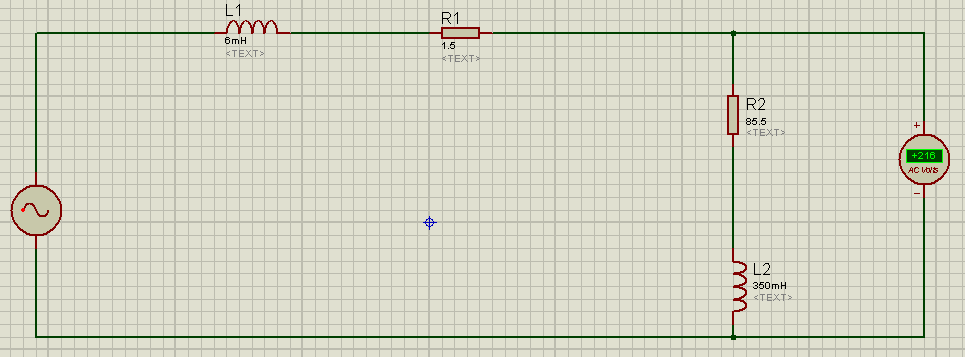 L1
6mH
<TEXT>
R1
1.5
<TEXT>
R2
85.5
<TEXT>
+
+216
AC Volts
−
L2
350mH
<TEXT>